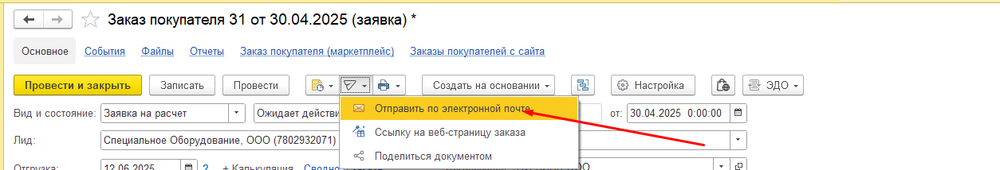 Заказ покупателя 31 от 30.04.2025 (заявка) *
Основное События Файлы Отчеты Заказ покупателя (маркетплейс) Заказы покупателей с сайта
Провести и закрыть Записать Провести Создать на основании Настройка ЭДО
Отправить по электронной почте
Вид и состояние: Заявка на расчет Ожидает действи от: 30.04.2025 0:00:00
Ссылку на веб-страницу заказа
Лид: Специальное Оборудование, ООО (7802932071)
Поделиться документом
Отгрузка: 12.06.2025 ? + Калькуляция